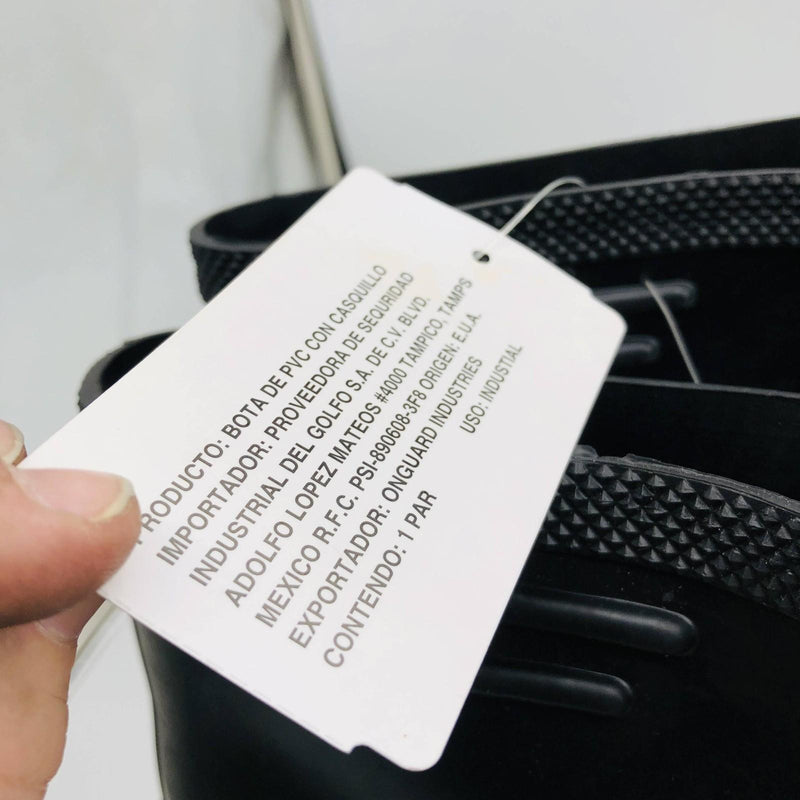 PRODUCTO: BOTA DE PVC CON CASQUILLO
IMPORTADOR: PROVEEDORA DE SEQURIDAD
INDUSTRIAL DEL GOLFO S.A. DE C.V. BLVD.
ADOLFO LOPEZ MATEOS #4000 TAMPICO, TAMPS
MEXICO R.F.C. PSI-890608-3F8 ORIGEN: E.U.A.
EXPORTADOR: ONGUARD INDUSTRIES
CONTENDO: 1 PAR USO: INDUSTIAL